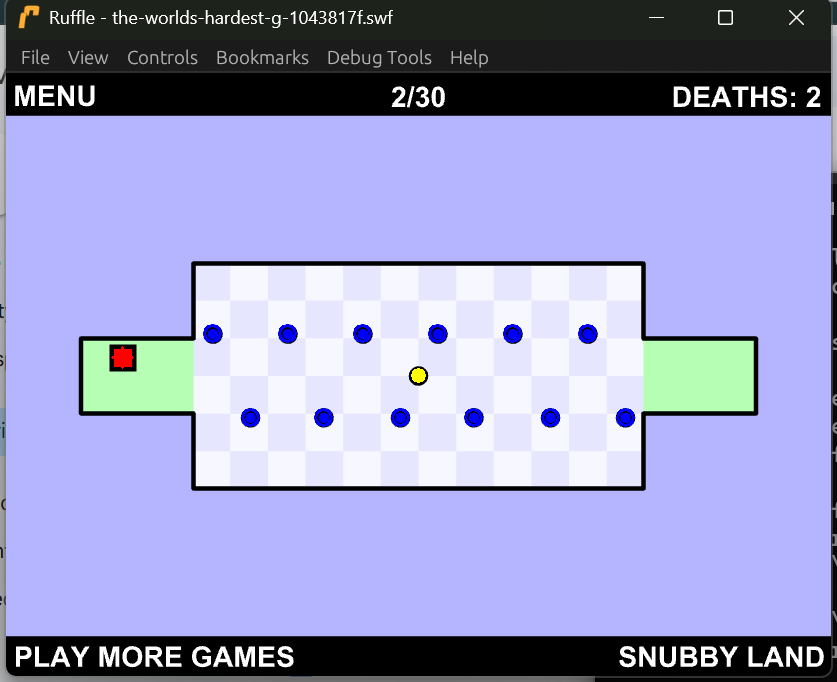 Ruffle - the-worlds-hardest-g-1043817f.swf
File View Controls Bookmarks Debug Tools Help
MENU 2/30 DEATHS: 2
PLAY MORE GAMES SNUBBY LAND